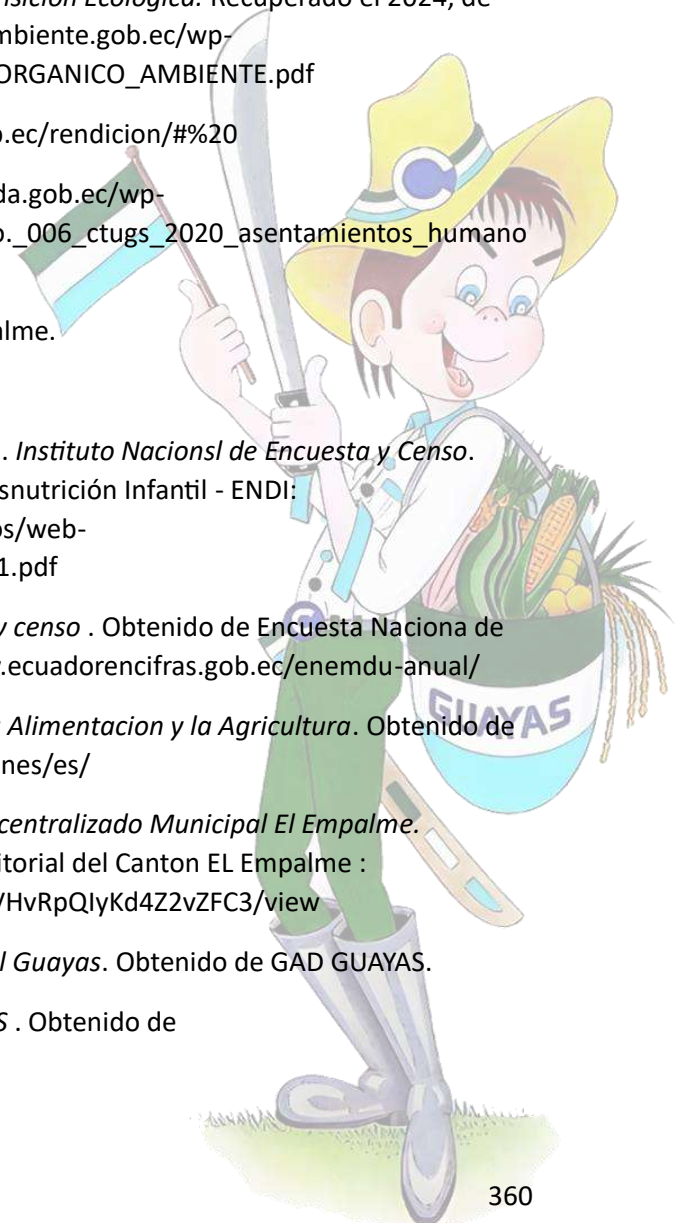 sición Ecológica. Recuperado el 2024, de
mbiente.gob.ec/wp-
ORGANICO_AMBIENTE.pdf
.ec/rendicion/#%20
da.gob.ec/wp-
o._006_ctugs_2020_asentamientos_humano
alme.
. Instituto Nacionsl de Encuesta y Censo.
snutrición Infantil - ENDI:
os/web-
1.pdf
y censo . Obtenido de Encuesta Naciona de
.ecuadorencifras.gob.ec/enemdu-anual/
Alimentacion y la Agricultura. Obtenido de
GUAYAS
nes/es/
centralizado Municipal El Empalme.
itorial del Canton EL Empalme :
/HvRpQIyKd4Z2vZFC3/view
l Guayas. Obtenido de GAD GUAYAS.
S . Obtenido de
360